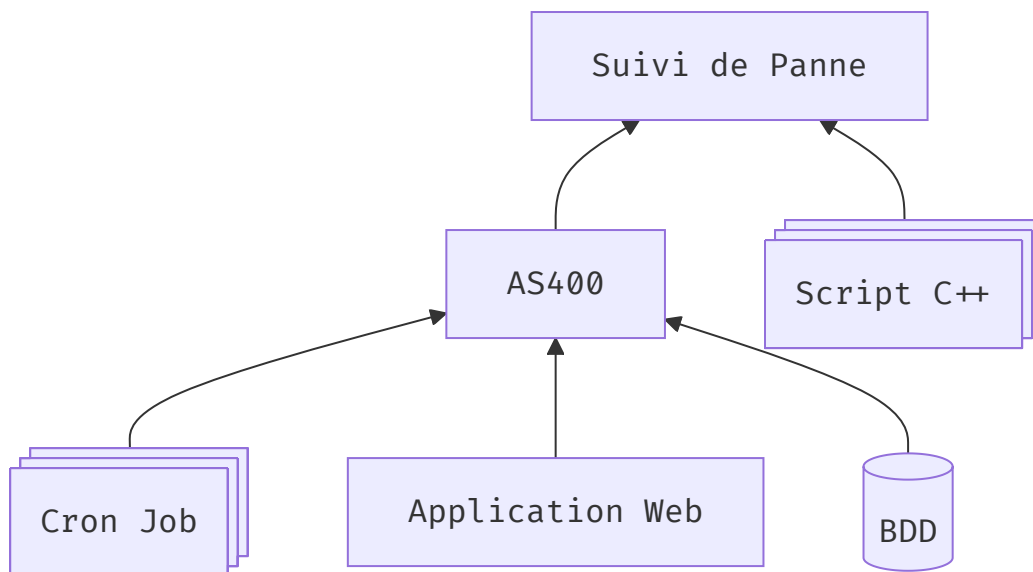 Suivi de Panne
AS400
Script C++
Cron Job
Application Web
BDD